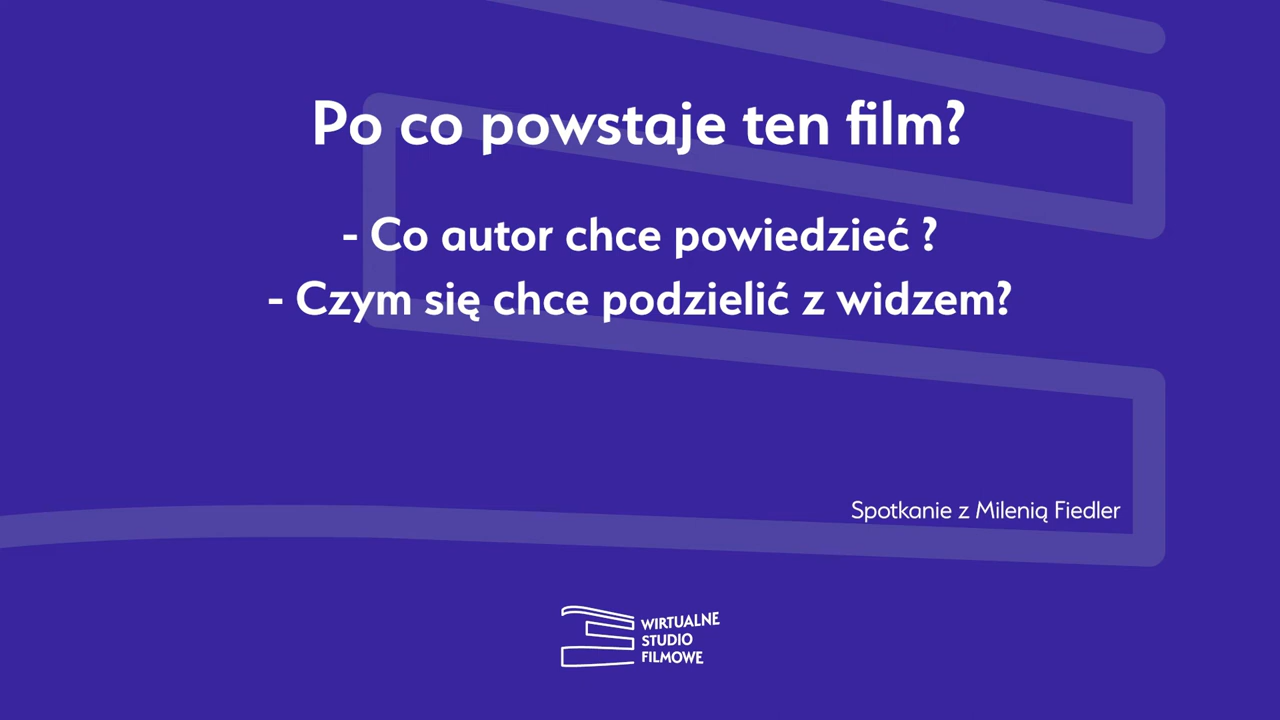 Po co powstaje ten film?
- Co autor chce powiedzieć ?
- Czym się chce podzielić z widzem?
Spotkanie z Milenią Fiedler
WIRTUALNE
STUDIO
FILMOWE